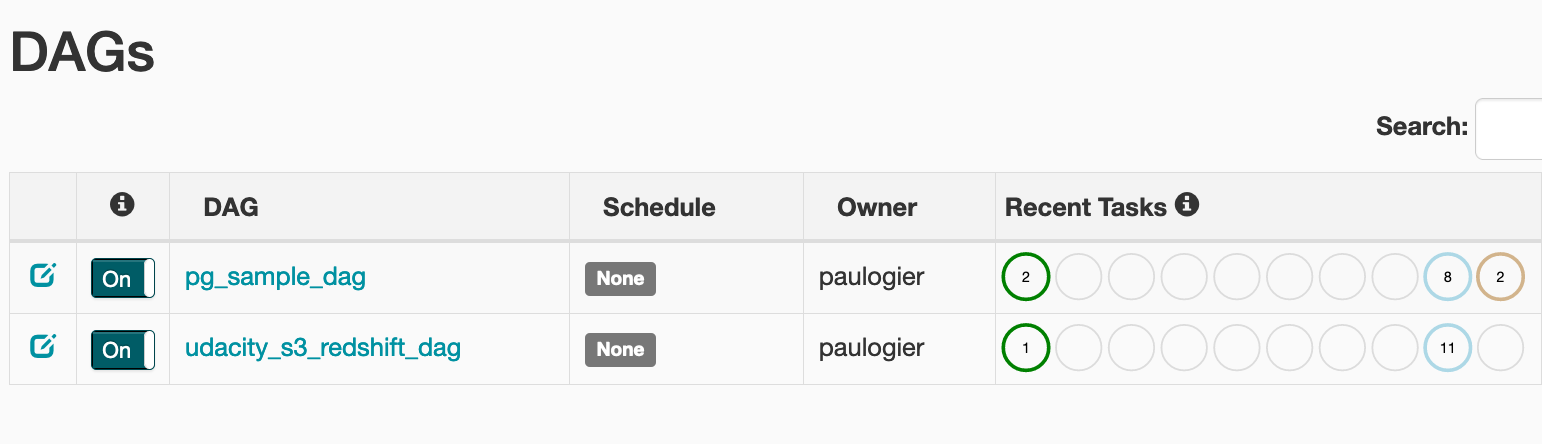 DAGs
Search:
DAG Schedule Owner Recent Tasks
On pg_sample_dag None paulogier 2 8 2
On udacity_s3_redshift_dag None paulogier 1 11